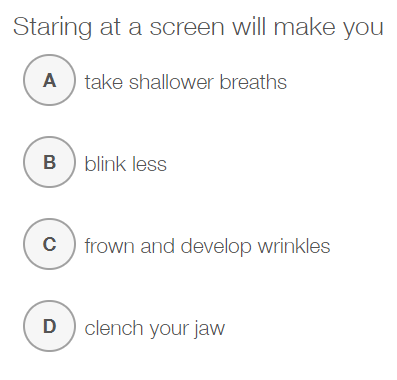 Staring at a screen will make you
A take shallower breaths
B blink less
C frown and develop wrinkles
D clench your jaw